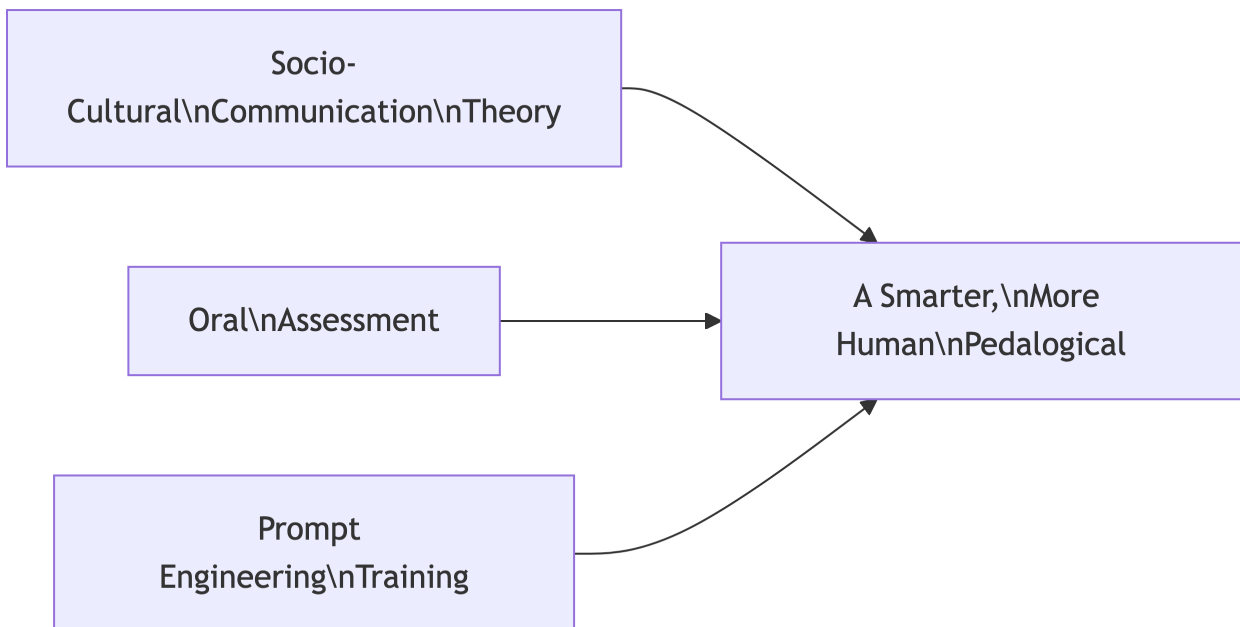 Socio-
Cultural\nCommunication\nTheory
Oral\nAssessment
A Smarter,\nMore
Human\nPedalogical
Prompt
Engineering\nTraining